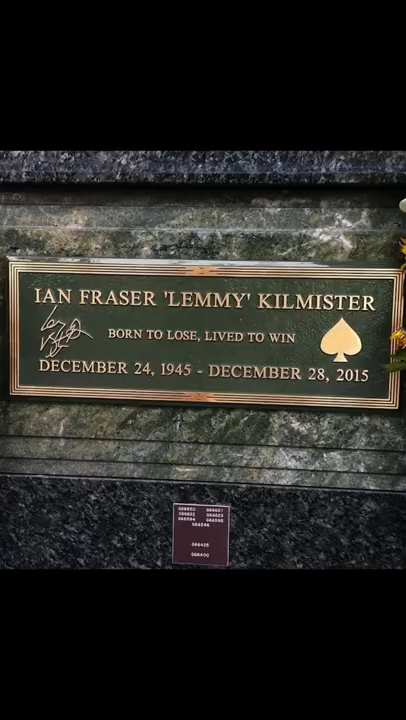 IAN FRASER 'LEMMY' KILMISTER
BORN TO LOSE, LIVED TO WIN
DECEMBER 24, 1945 - DECEMBER 28, 2015